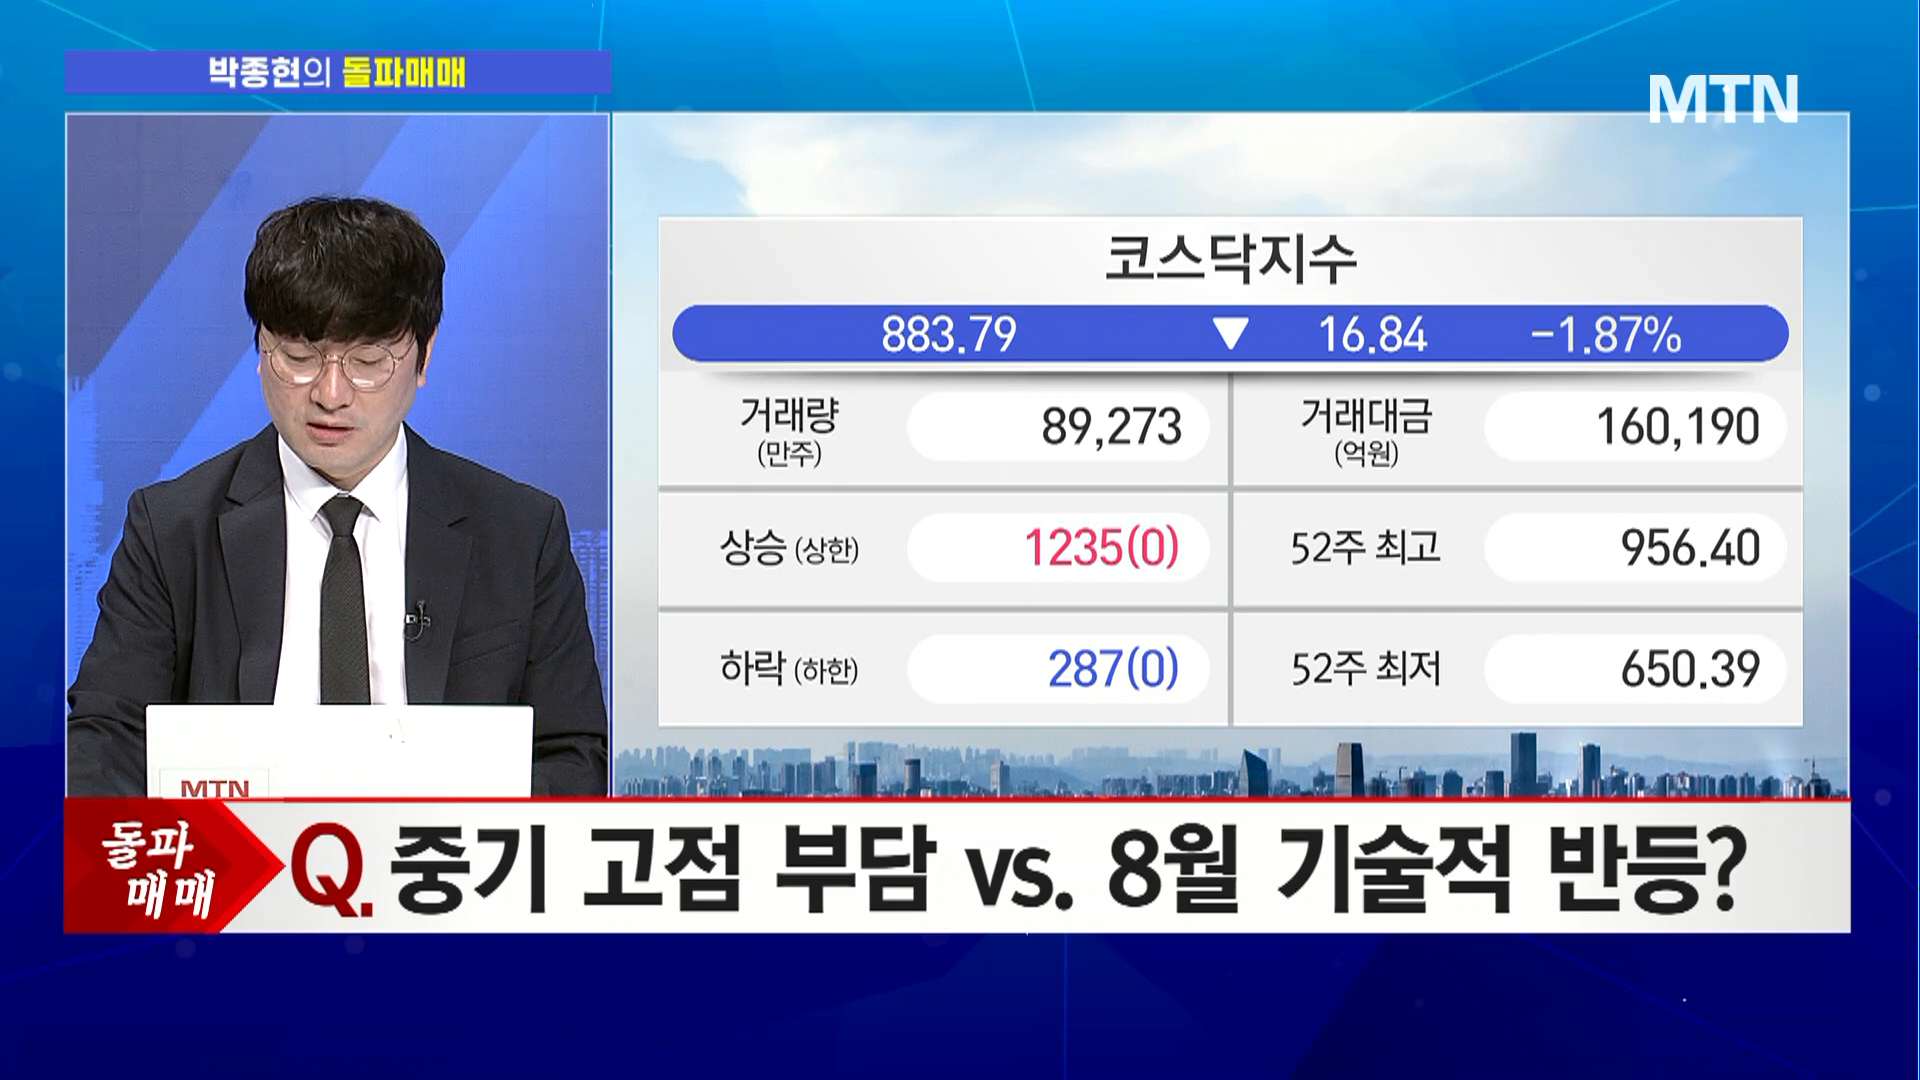 박종현의 돌파매매
MTN
코스닥지수
883.79 ▼ 16.84 -1.87%
거래량 (만주) 89,273 거래대금 (억원) 160,190
상승 (상한) 1235(0) 52주 최고 956.40
하락 (하한) 287(0) 52주 최저 650.39
MTN
돌파
매매
Q. 중기 고점 부담 vs. 8월 기술적 반등?